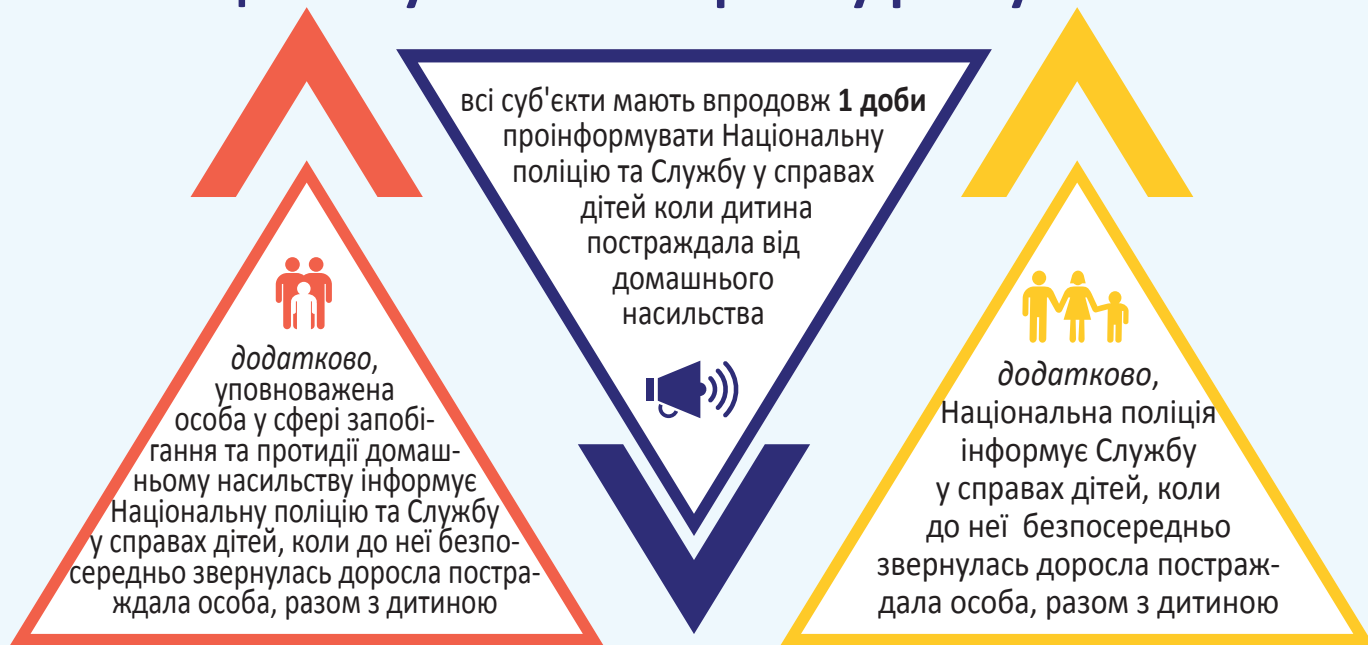 всі суб'єкти мають впродовж 1 доби
проінформувати Національну
поліцію та Службу у справах
дітей коли дитина
постраждала від
домашнього
насильства
додатково,
уповноважена
особа у сфері запобі-
гання та протидії домаш-
ньому насильству інформує
Національну поліцію та Службу
у справах дітей, коли до неї безпо-
середньо звернулась доросла постра-
ждала особа, разом з дитиною
додатково,
Національна поліція
інформує Службу
у справах дітей, коли
до неї безпосередньо
звернулась доросла постраж-
дала особа, разом з дитиною